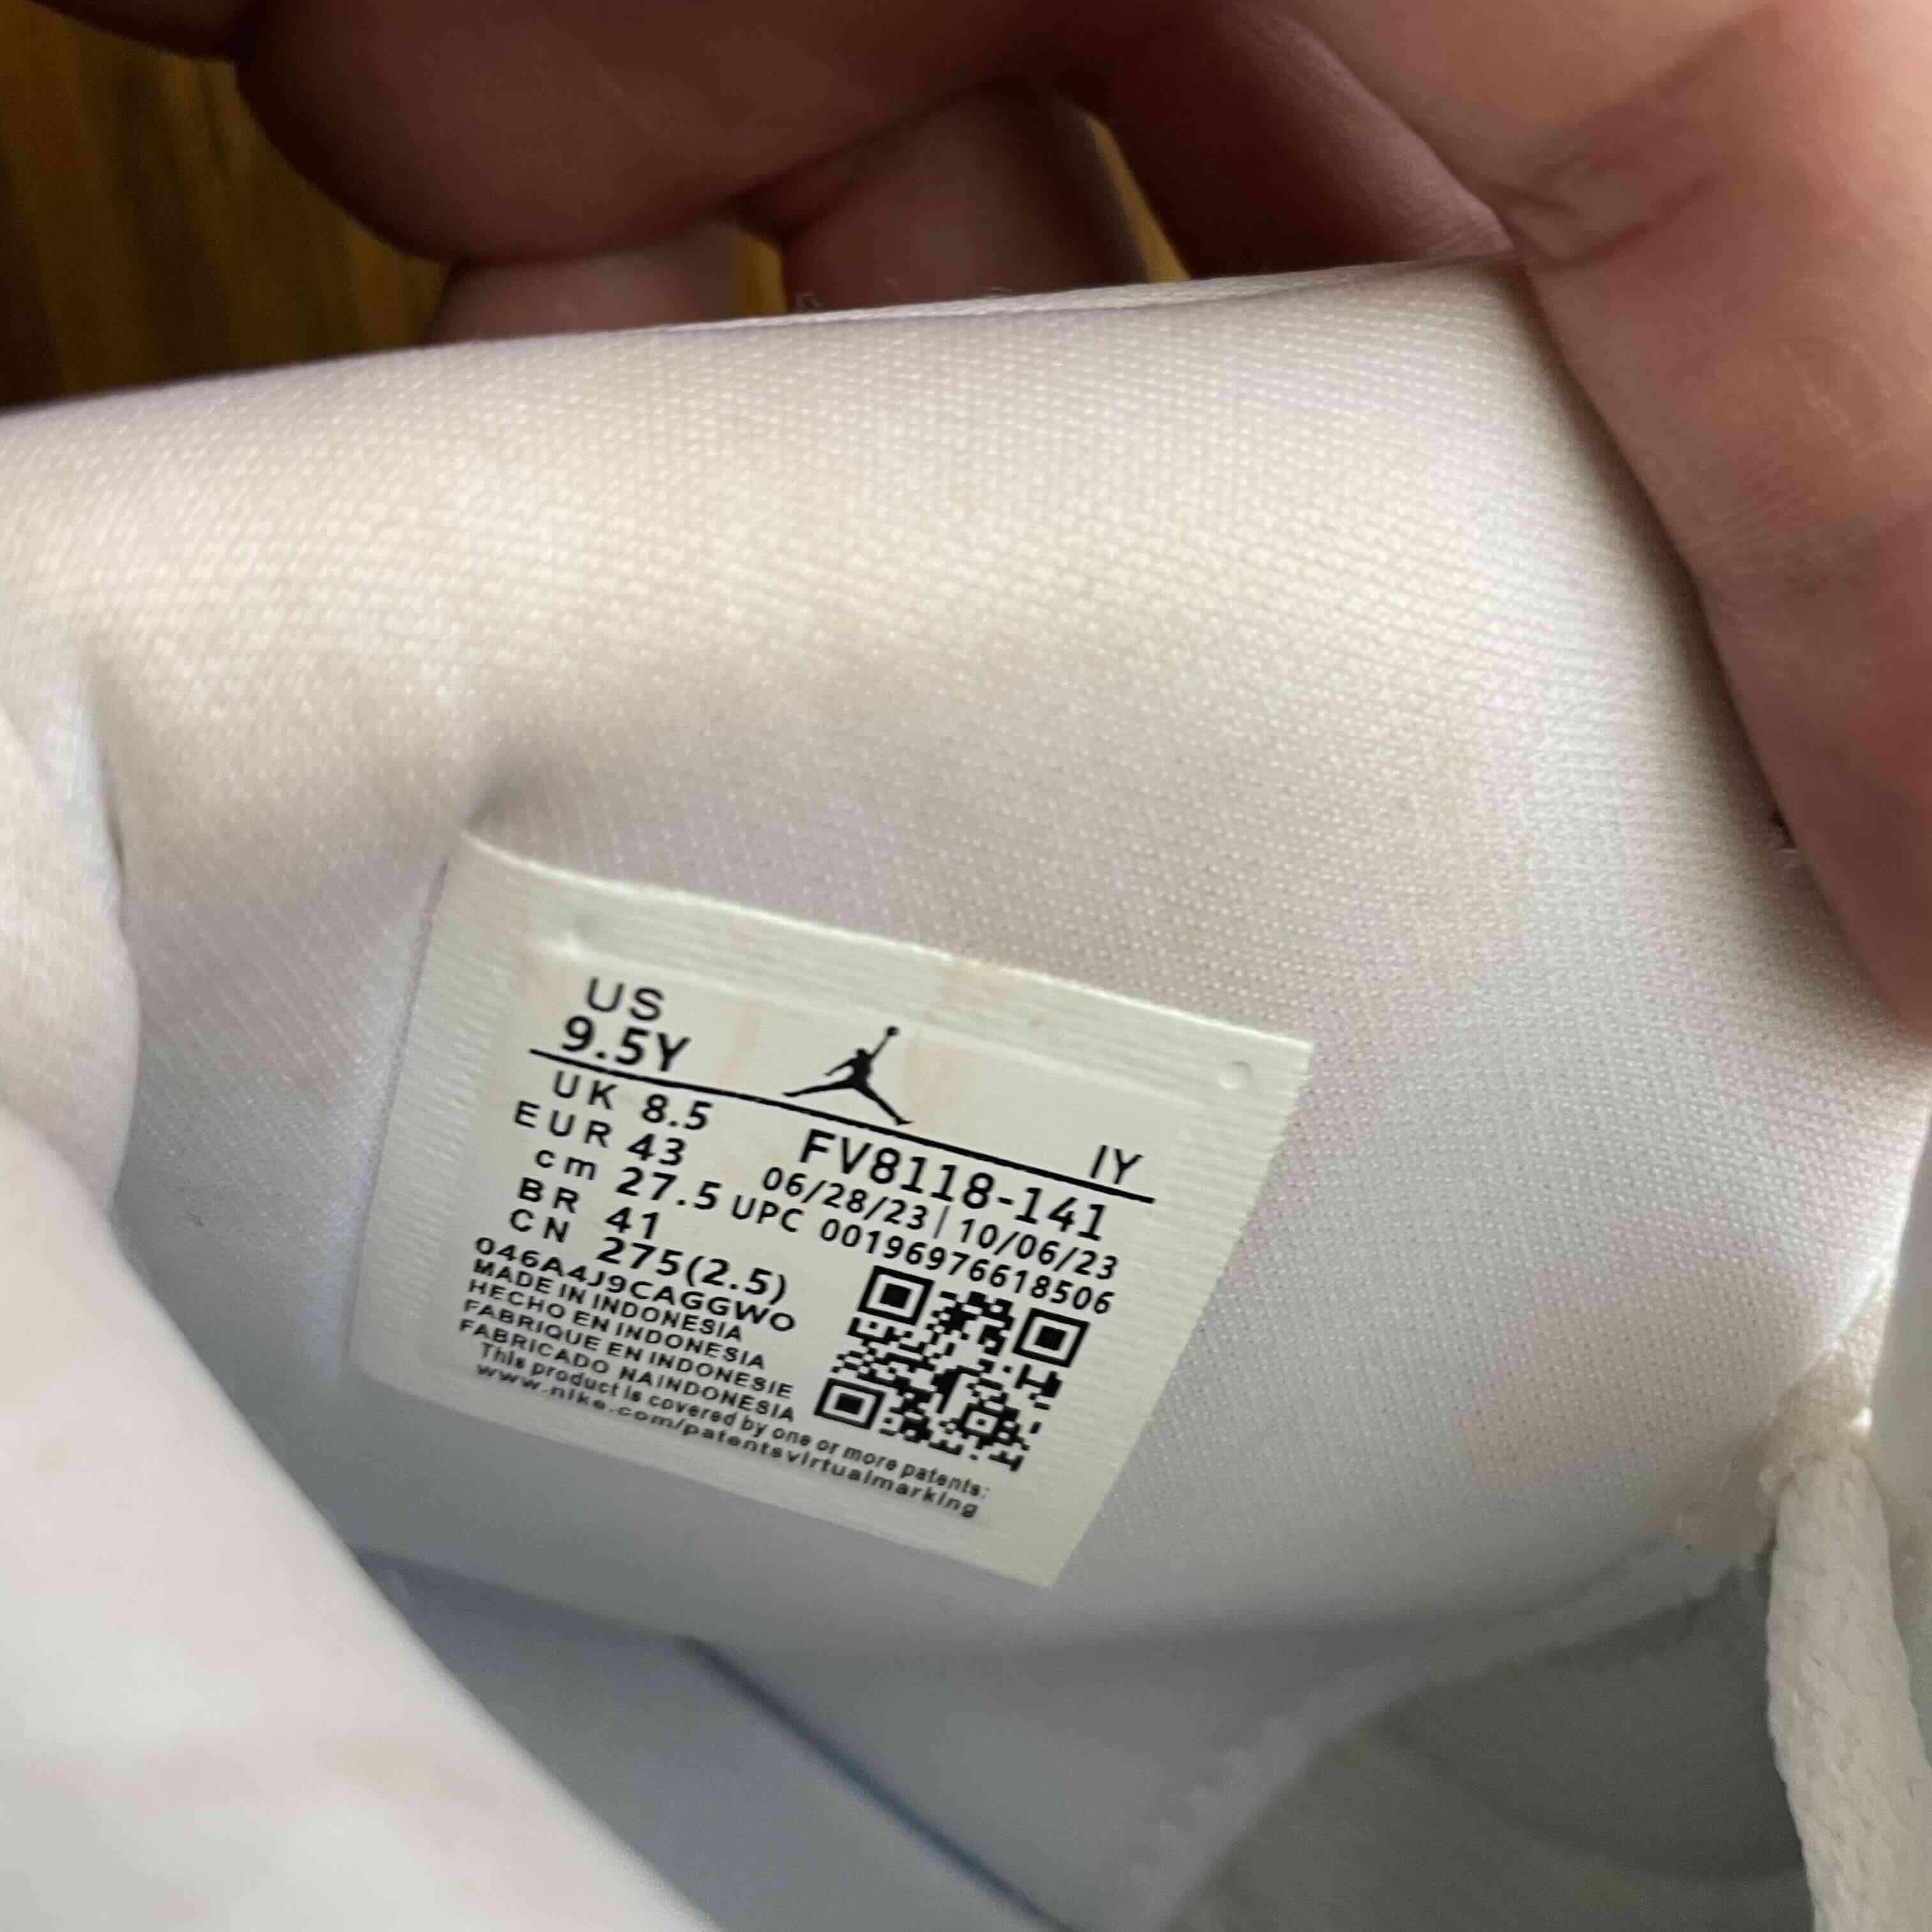 US
9.5Y
UK 8.5
EUR 43
cm 27.5
BR 41
CN 275(2.5)
IY
FV8118-141
06/28/23 | 10/06/23
UPC 00196976618506
046A4J9CAGGWO
MADE IN INDONESIA
HECHO EN INDONESIA
FABRIQUE EN INDONESIE
FABRICADO NAINDONESIA
This product is covered by one or more patents:
www.nike.com/patentsvirtualmarking